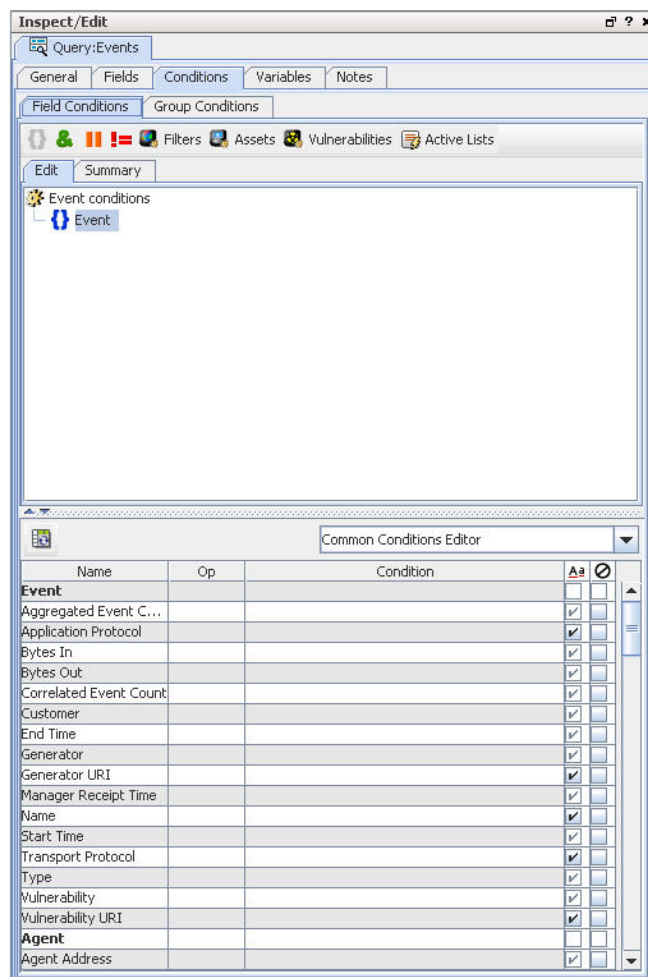 Inspect/Edit
Query:Events
General Fields Conditions Variables Notes
Field Conditions Group Conditions
{} & != Filters Assets Vulnerabilities Active Lists
Edit Summary
Event conditions
{} Event
Common Conditions Editor
Name Op Condition Aa
Event
Aggregated Event C...
Application Protocol
Bytes In
Bytes Out
Correlated Event Count
Customer
End Time
Generator
Generator URI
Manager Receipt Time
Name
Start Time
Transport Protocol
Type
Vulnerability
Vulnerability URI
Agent
Agent Address